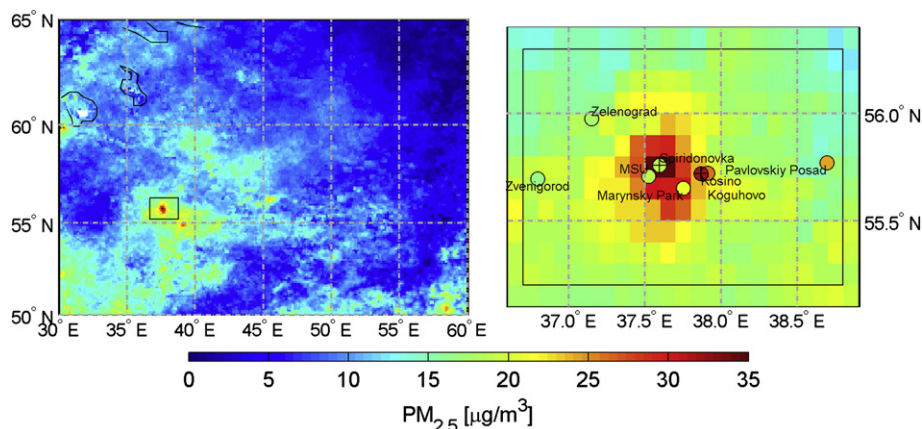 65° N
60° N
55° N
50° N
30° E 35° E 40° E 45° E 50° E 55° E 60° E
Zelenograd
Spiridonovka
MSU
Pavlovskiy Posad
Kosino
Zvenigorod
Marynsky Park
Koguhovo
56.0° N
55.5° N
37.0° E 37.5° E 38.0° E 38.5° E
0 5 10 15 20 25 30 35
PM2.5 [µg/m³]